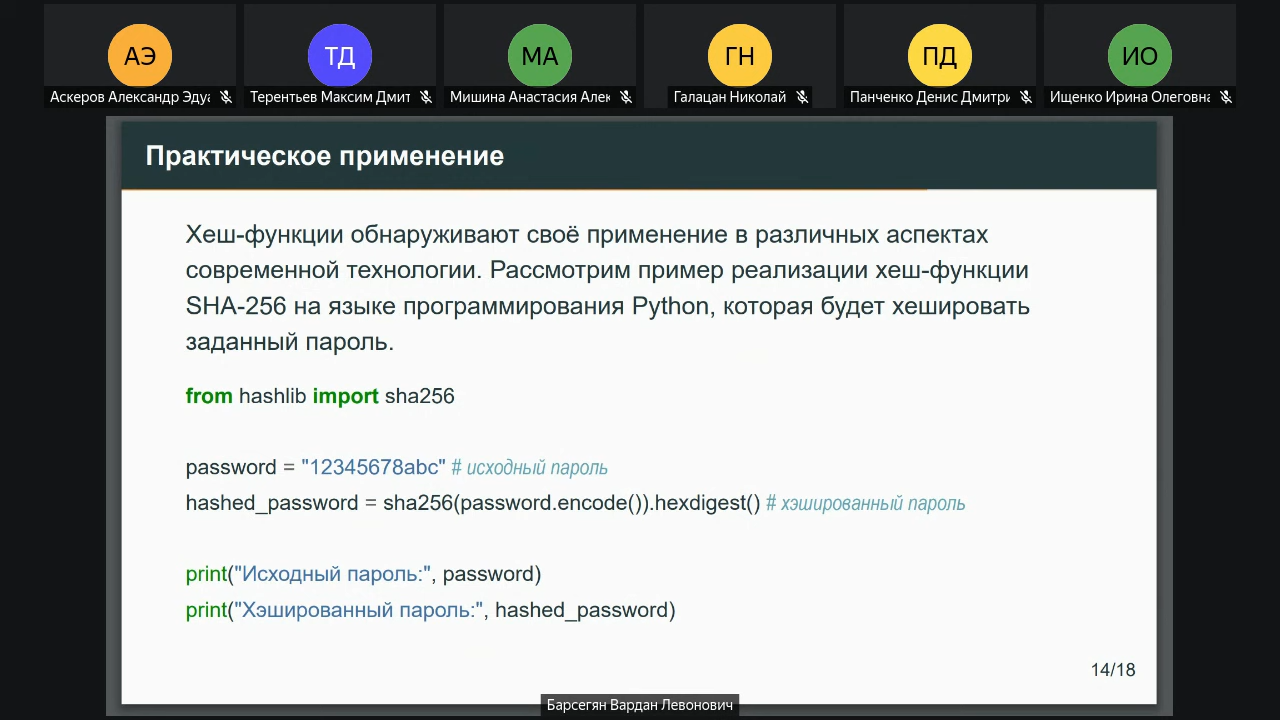 АЭ
ТД
МА
ГН
ПД
ИО
Аскеров Александр Эдуа
Терентьев Максим Дмит
Мишина Анастасия Алек
Галацан Николай
Панченко Денис Дмитри
Ищенко Ирина Олеговна
Практическое применение
Хеш-функции обнаруживают своё применение в различных аспектах
современной технологии. Рассмотрим пример реализации хеш-функции
SHA-256 на языке программирования Python, которая будет хешировать
заданный пароль.
from hashlib import sha256
password = "12345678abc" # исходный пароль
hashed_password = sha256(password.encode()).hexdigest() # хэшированный пароль
print("Исходный пароль:", password)
print("Хэшированный пароль:", hashed_password)
14/18
Барсегян Вардан Левонович